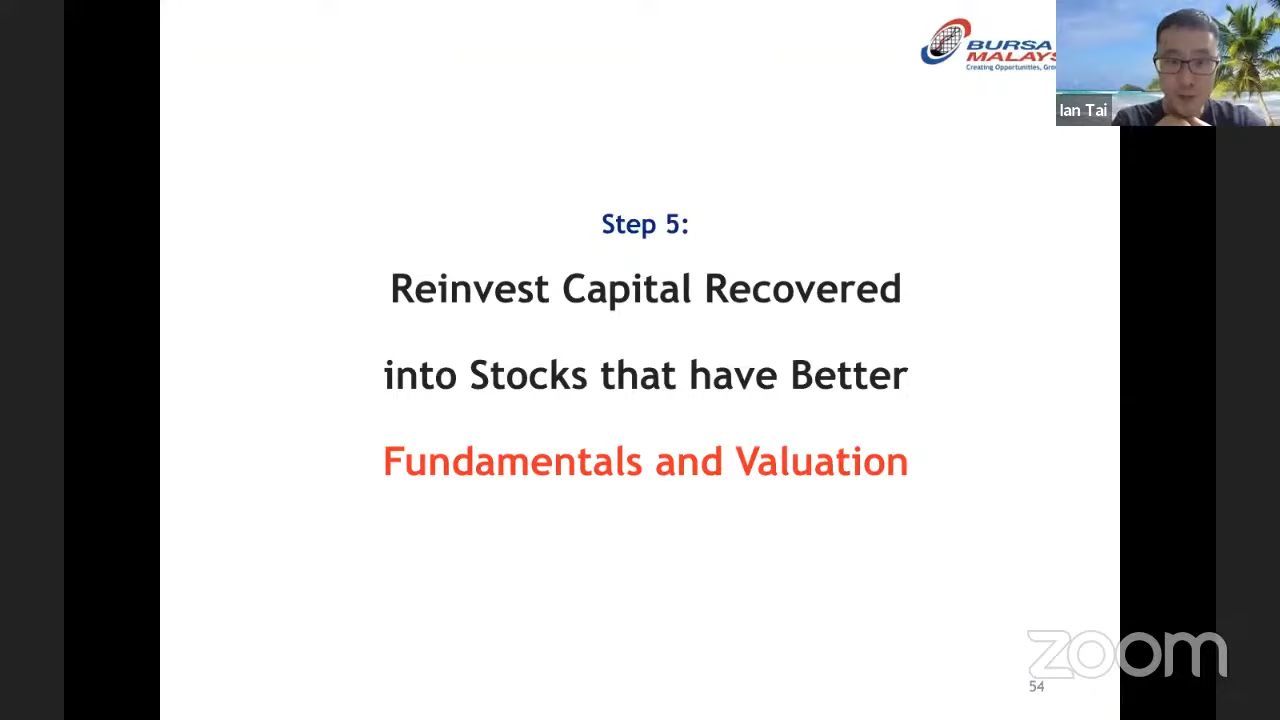 BURSA
MALAYS
Creating Opportunities, Gro
Ian Tai
Step 5:
Reinvest Capital Recovered
into Stocks that have Better
Fundamentals and Valuation
zoom
54